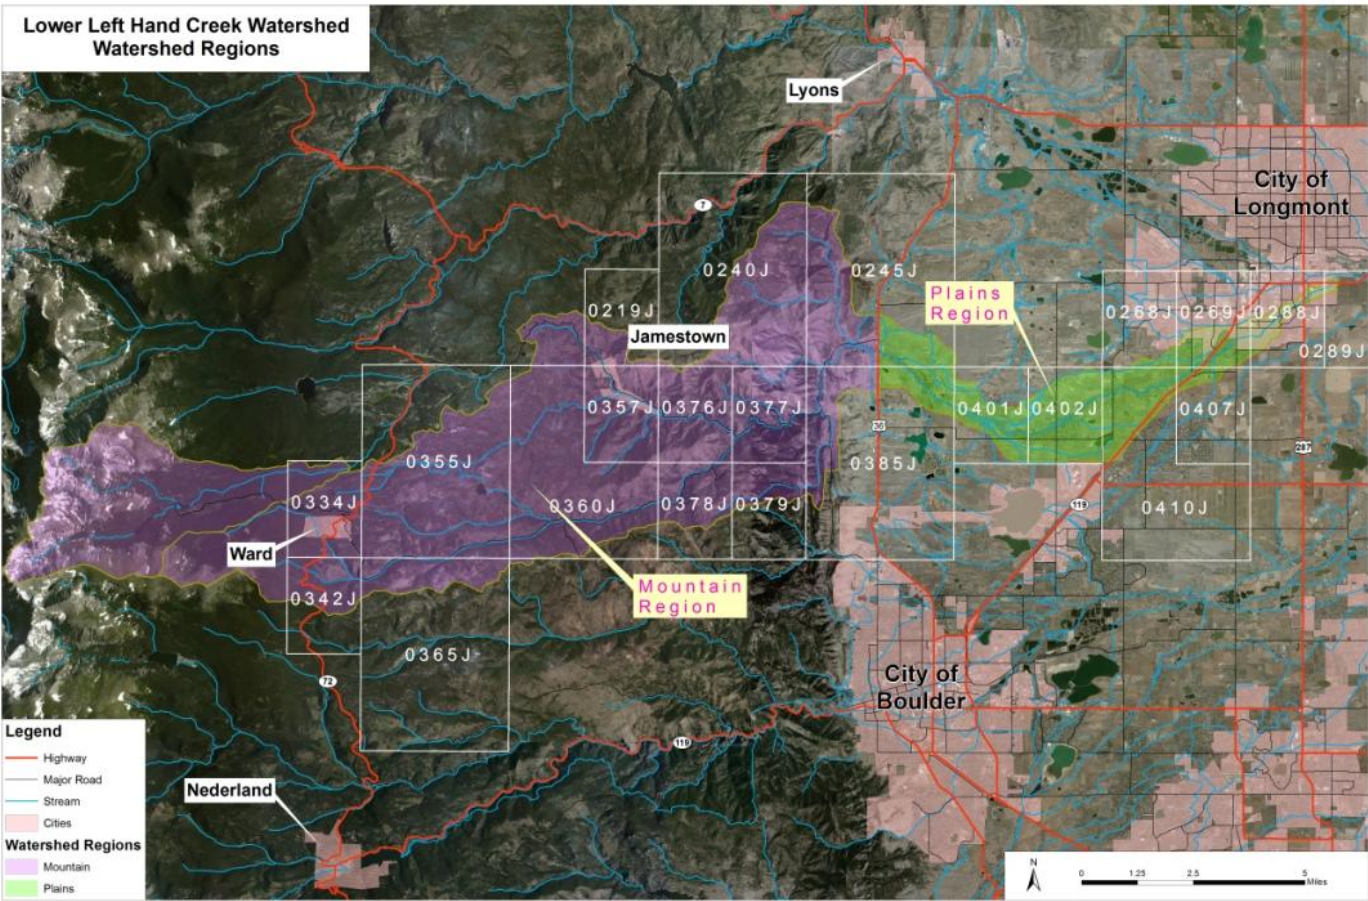 Lower Left Hand Creek Watershed
Watershed Regions
Lyons
City of
Longmont
7
0240J
0245J
Plains
Region
0219J
0268J
0269J
0288J
Jamestown
0289J
0357J
0376J
0377J
0401J
0402J
0407J
36
287
0355J
0385J
0334J
0360J
0378J
0379J
119
0410J
Ward
Mountain
Region
0342J
0365J
72
City of
Boulder
119
Nederland
Legend
Highway
Major Road
Stream
Cities
Watershed Regions
Mountain
Plains
N
0 1.25 2.5 5
Miles